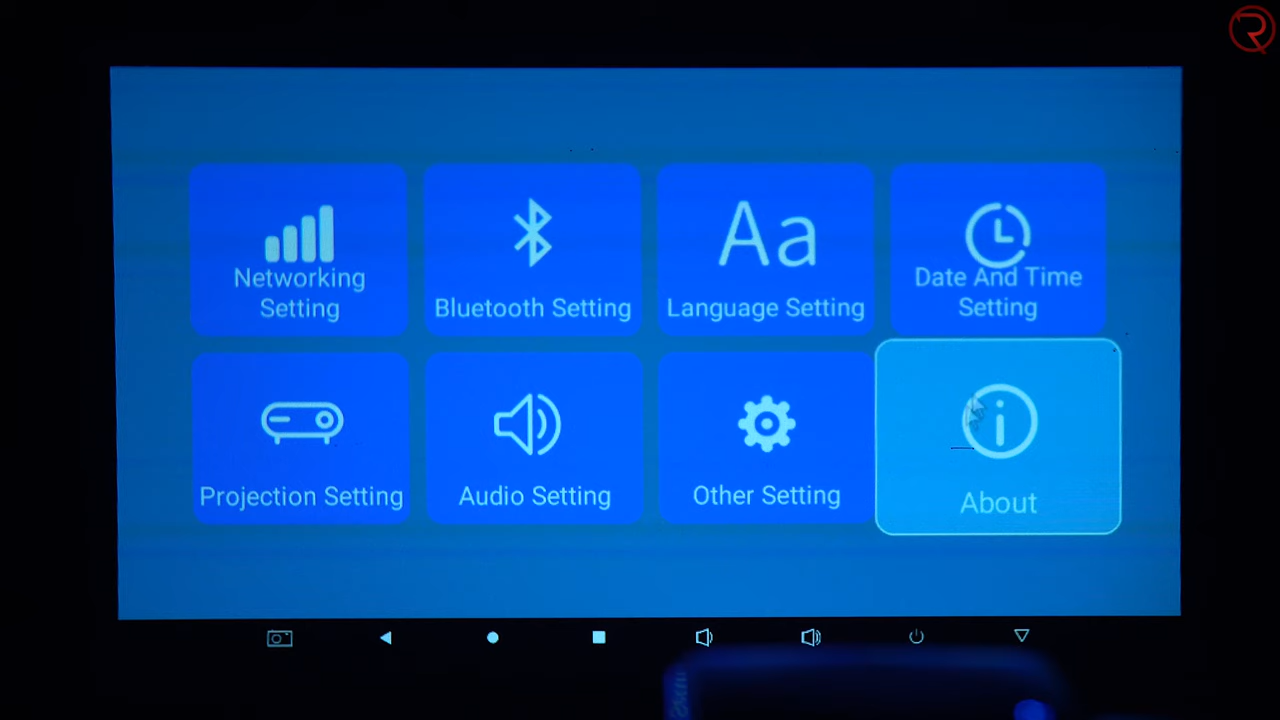 Networking
Setting
Bluetooth Setting
Aa
Language Setting
Date And Time
Setting
Projection Setting
Audio Setting
Other Setting
About